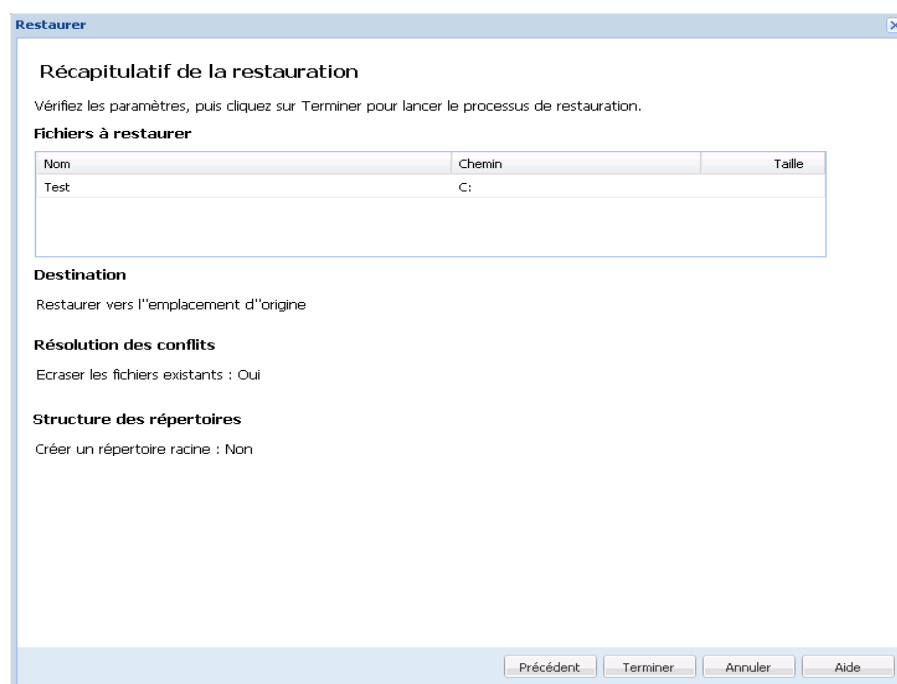 Restaurer
Récapitulatif de la restauration
Vérifiez les paramètres, puis cliquez sur Terminer pour lancer le processus de restauration.
Fichiers à restaurer
Nom Chemin Taille
Test C:
Destination
Restaurer vers l''emplacement d''origine
Résolution des conflits
Ecraser les fichiers existants : Oui
Structure des répertoires
Créer un répertoire racine : Non
Précédent Terminer Annuler Aide